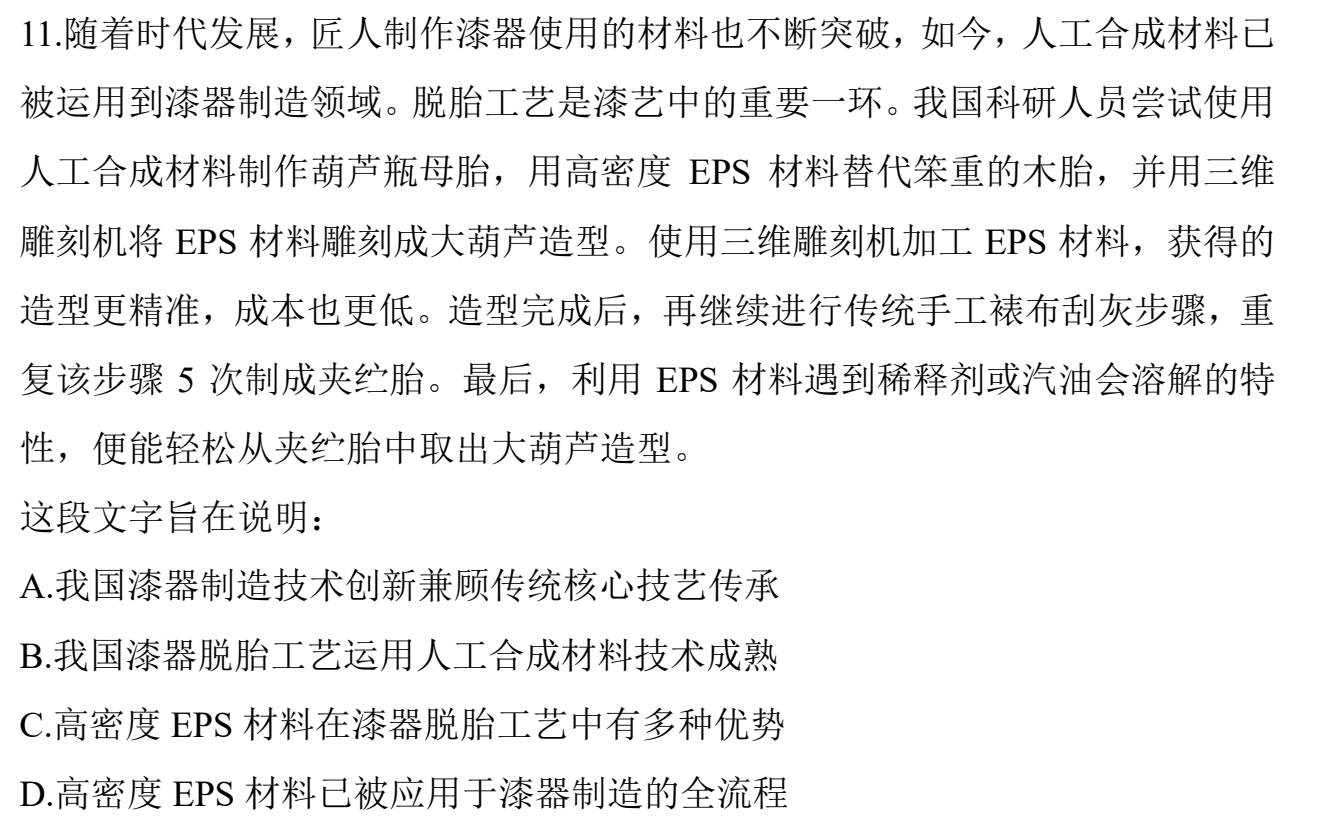 11.随着时代发展，匠人制作漆器使用的材料也不断突破，如今，人工合成材料已
被运用到漆器制造领域。脱胎工艺是漆艺中的重要一环。我国科研人员尝试使用
人工合成材料制作葫芦瓶母胎，用高密度 EPS 材料替代笨重的木胎，并用三维
雕刻机将 EPS 材料雕刻成大葫芦造型。使用三维雕刻机加工 EPS 材料，获得的
造型更精准，成本也更低。造型完成后，再继续进行传统手工裱布刮灰步骤，重
复该步骤 5 次制成夹纻胎。最后，利用 EPS 材料遇到稀释剂或汽油会溶解的特
性，便能轻松从夹纻胎中取出大葫芦造型。
这段文字旨在说明：
A.我国漆器制造技术创新兼顾传统核心技艺传承
B.我国漆器脱胎工艺运用人工合成材料技术成熟
C.高密度 EPS 材料在漆器脱胎工艺中有多种优势
D.高密度 EPS 材料已被应用于漆器制造的全流程